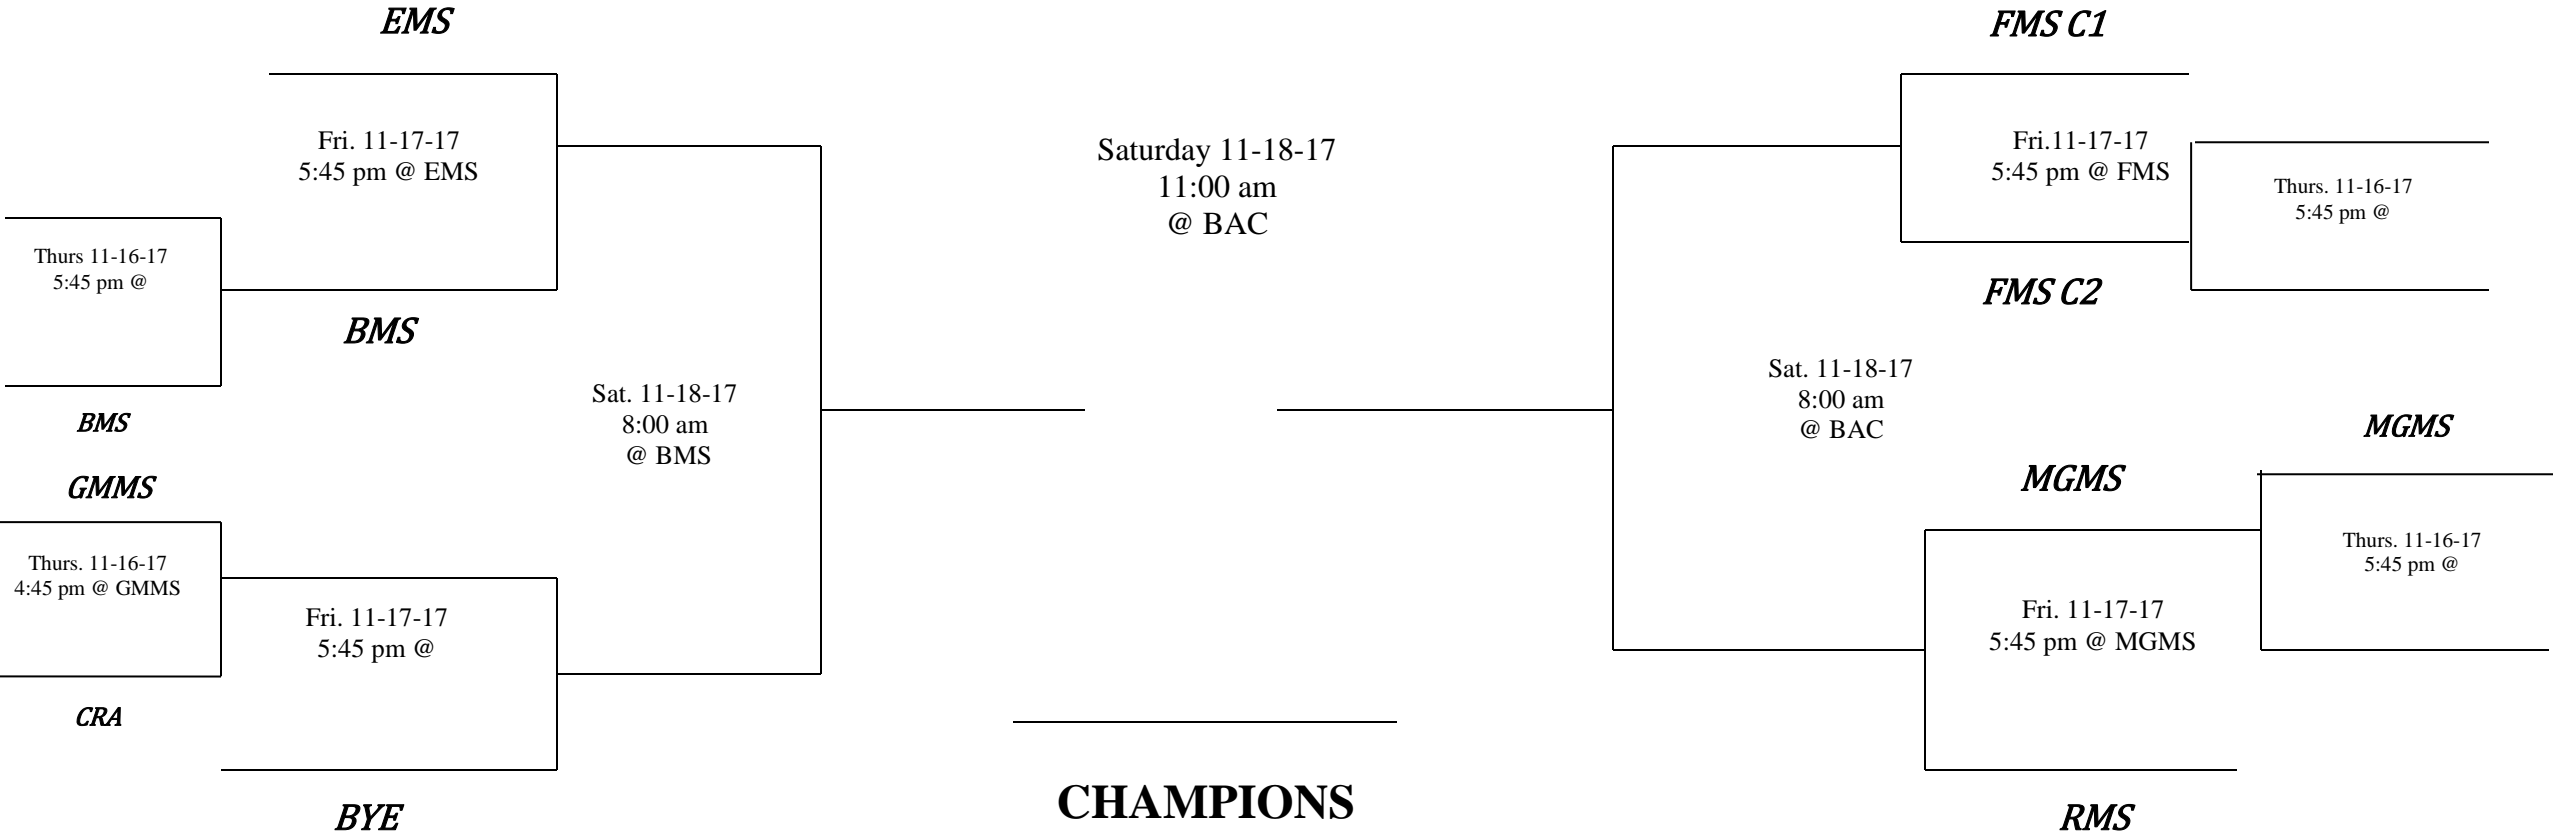 EMS
Fri. 11-17-17
5:45 pm @ EMS
Thurs 11-16-17
5:45 pm @
BMS
BMS
GMMS
Thurs. 11-16-17
4:45 pm @ GMMS
CRA
Fri. 11-17-17
5:45 pm @
BYE
Sat. 11-18-17
8:00 am
@ BMS
Saturday 11-18-17
11:00 am
@ BAC
CHAMPIONS
FMS C1
Fri.11-17-17
5:45 pm @ FMS
Thurs. 11-16-17
5:45 pm @
FMS C2
Sat. 11-18-17
8:00 am
@ BAC
MGMS
MGMS
Thurs. 11-16-17
5:45 pm @
Fri. 11-17-17
5:45 pm @ MGMS
RMS